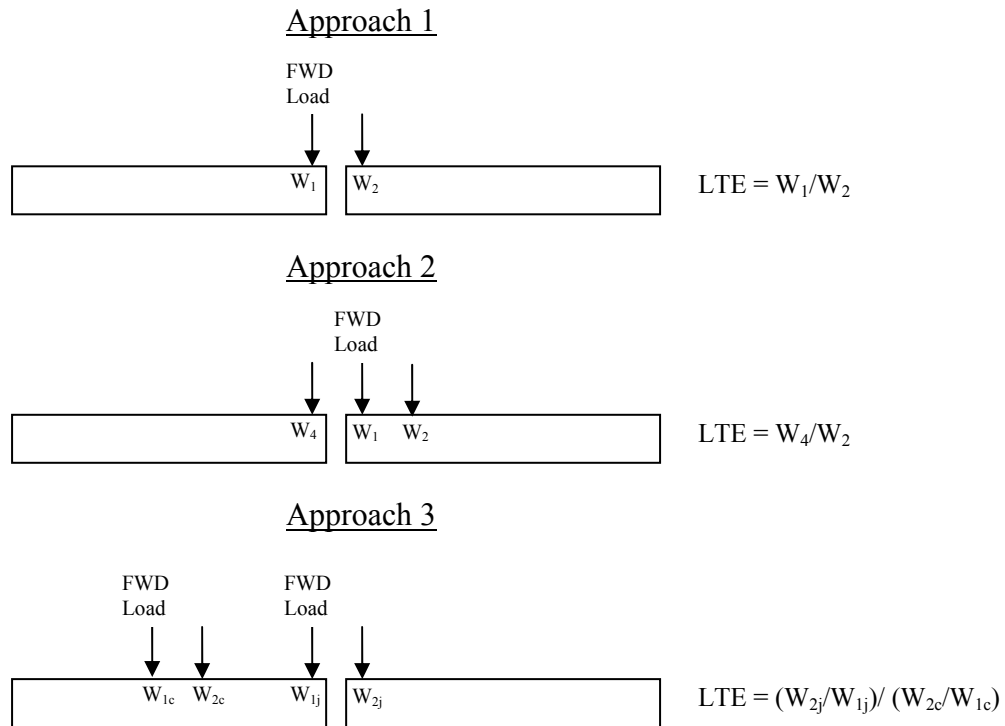 Approach 1
FWD
Load
W₁ W₂ LTE = W₁/W₂
Approach 2
FWD
Load
W₄ W₁ W₂ LTE = W₄/W₂
Approach 3
FWD FWD
Load Load
W₁c W₂c W₁j W₂j LTE = (W₂j/W₁j)/ (W₂c/W₁c)